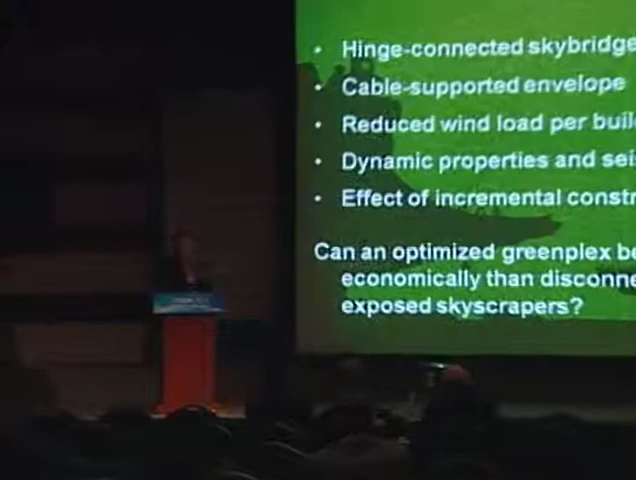 • Hinge-connected skybridge
• Cable-supported envelope
• Reduced wind load per buil
• Dynamic properties and sei
• Effect of incremental constr
Can an optimized greenplex be
economically than disconne
exposed skyscrapers?